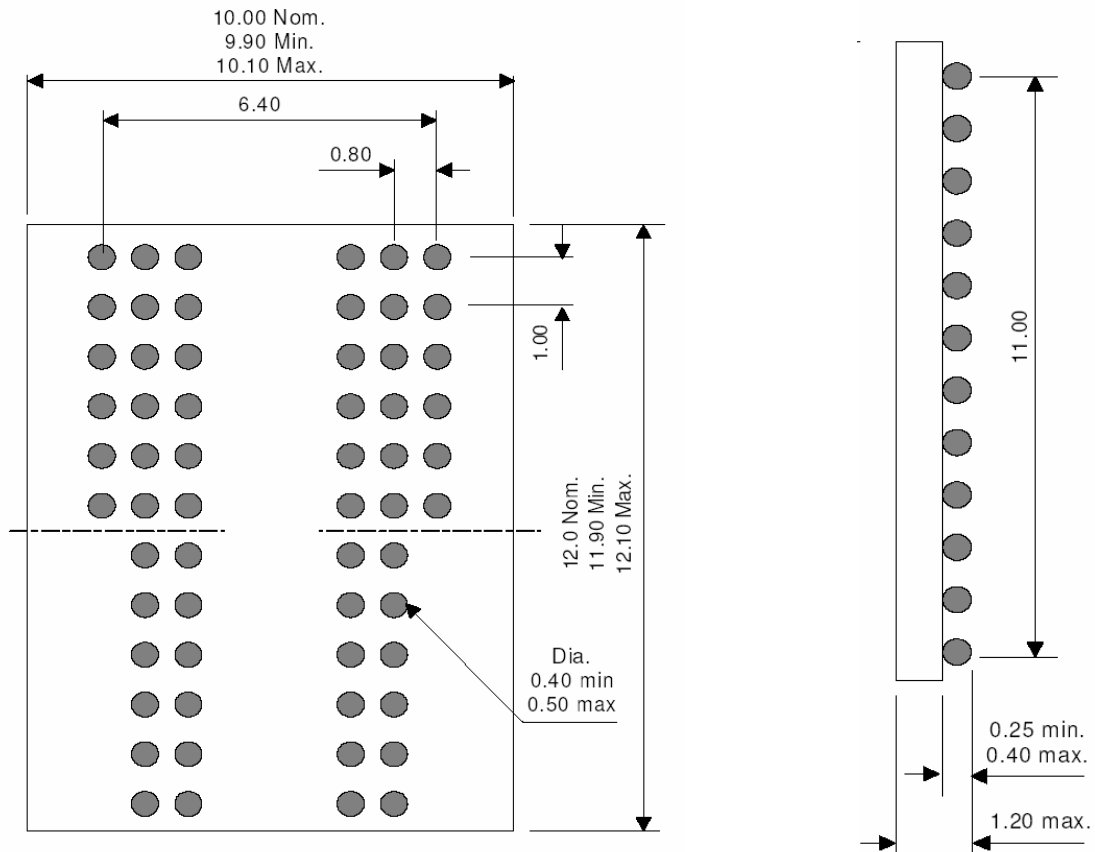 10.00 Nom.
9.90 Min.
10.10 Max.
6.40
0.80
1.00
12.0 Nom.
11.90 Min.
12.10 Max.
Dia.
0.40 min
0.50 max
11.00
0.25 min.
0.40 max.
1.20 max.